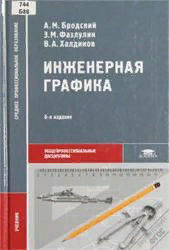 744
Б88
СРЕДНЕЕ ПРОФЕССИОНАЛЬНОЕ ОБРАЗОВАНИЕ
А. М. Бродский
Э. М. Фазлулин
В. А. Халдинов
ИНЖЕНЕРНАЯ
ГРАФИКА
6-е издание
ОБЩЕПРОФЕССИОНАЛЬНЫЕ
ДИСЦИПЛИНЫ
УЧЕБНИК